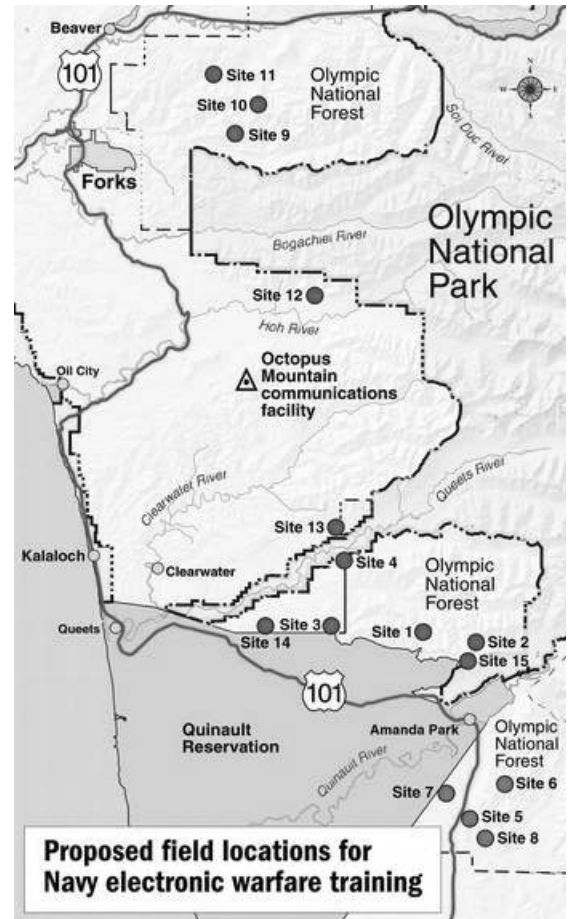 Beaver
101
Site 11
Olympic
National
Forest
Site 10
Site 9
Sol Duc River
Forks
Bogachiel River
Olympic
National
Park
Site 12
Hoh River
Oil City
Octopus
Mountain
communications
facility
Clearwater River
Queets River
Site 13
Kalaloch
Clearwater
Site 4
Olympic
National
Forest
Queets
Site 3
Site 14
Site 1
Site 2
Site 15
101
Quinault
Reservation
Amanda Park
Olympic
National
Forest
Quinault River
Site 7
Site 6
Site 5
Site 8
Proposed field locations for
Navy electronic warfare training